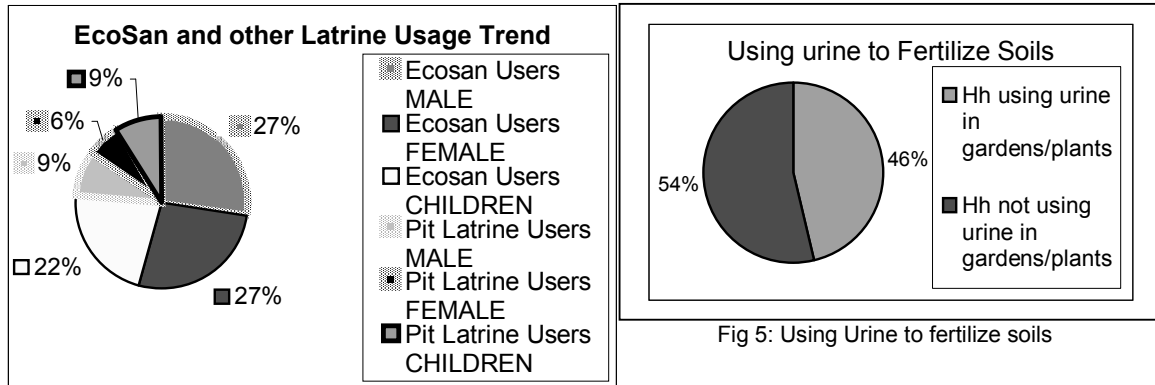 EcoSan and other Latrine Usage Trend
9%
6%
9%
22%
27%
27%
Ecosan Users
MALE
Ecosan Users
FEMALE
Ecosan Users
CHILDREN
Pit Latrine Users
MALE
Pit Latrine Users
FEMALE
Pit Latrine Users
CHILDREN
Using urine to Fertilize Soils
54%
46%
Hh using urine
in
gardens/plants
Hh not using
urine in
gardens/plants
Fig 5: Using Urine to fertilize soils